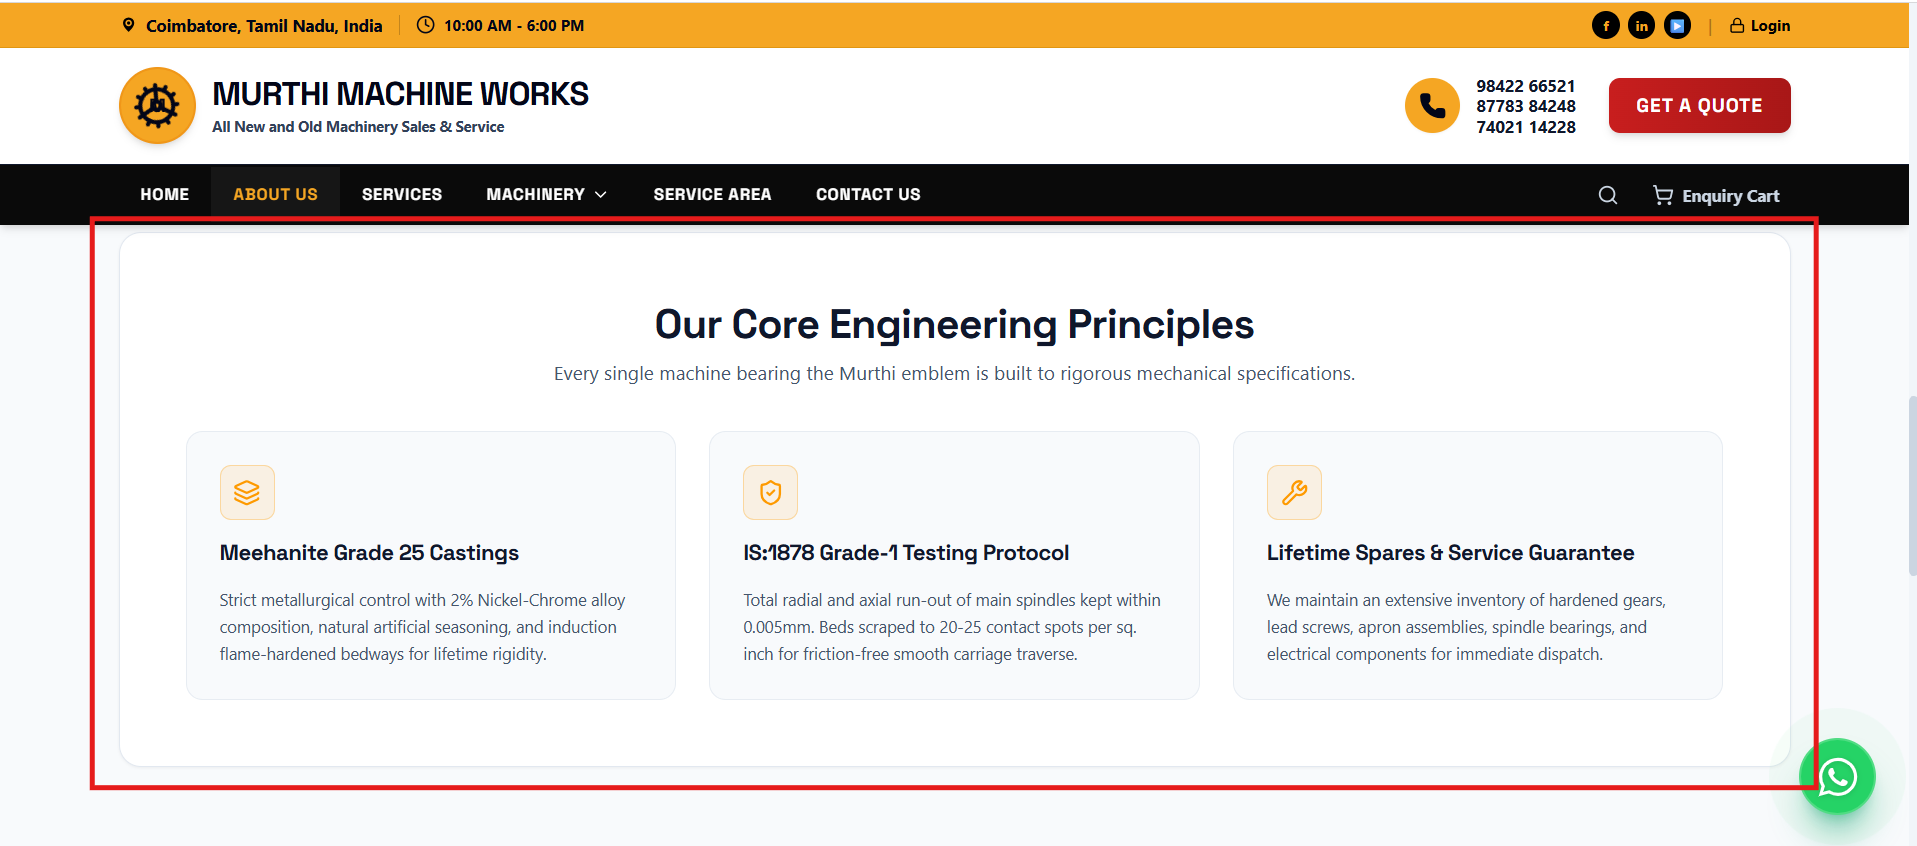 Coimbatore, Tamil Nadu, India
10:00 AM - 6:00 PM
f
in
Login
MURTHI MACHINE WORKS
All New and Old Machinery Sales & Service
98422 66521
87783 84248
74021 14228
GET A QUOTE
HOME
ABOUT US
SERVICES
MACHINERY
SERVICE AREA
CONTACT US
Enquiry Cart
Our Core Engineering Principles
Every single machine bearing the Murthi emblem is built to rigorous mechanical specifications.
Meehanite Grade 25 Castings
Strict metallurgical control with 2% Nickel-Chrome alloy
composition, natural artificial seasoning, and induction
flame-hardened bedways for lifetime rigidity.
IS:1878 Grade-1 Testing Protocol
Total radial and axial run-out of main spindles kept within
0.005mm. Beds scraped to 20-25 contact spots per sq.
inch for friction-free smooth carriage traverse.
Lifetime Spares & Service Guarantee
We maintain an extensive inventory of hardened gears,
lead screws, apron assemblies, spindle bearings, and
electrical components for immediate dispatch.